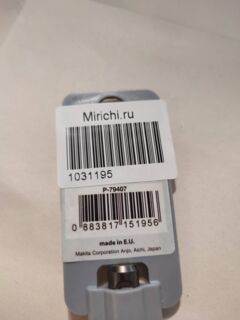 Mirichi.ru
1031195
P-79407
0 883817 151956
made in E.U.
Makita Corporation Anjo, Aichi, Japan